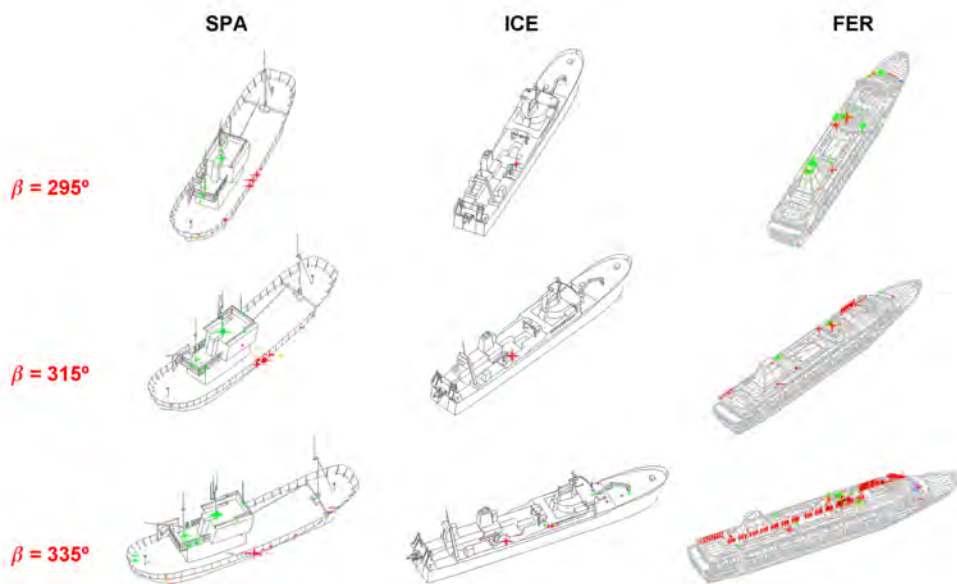 SPA ICE FER
β = 295º
β = 315º
β = 335º